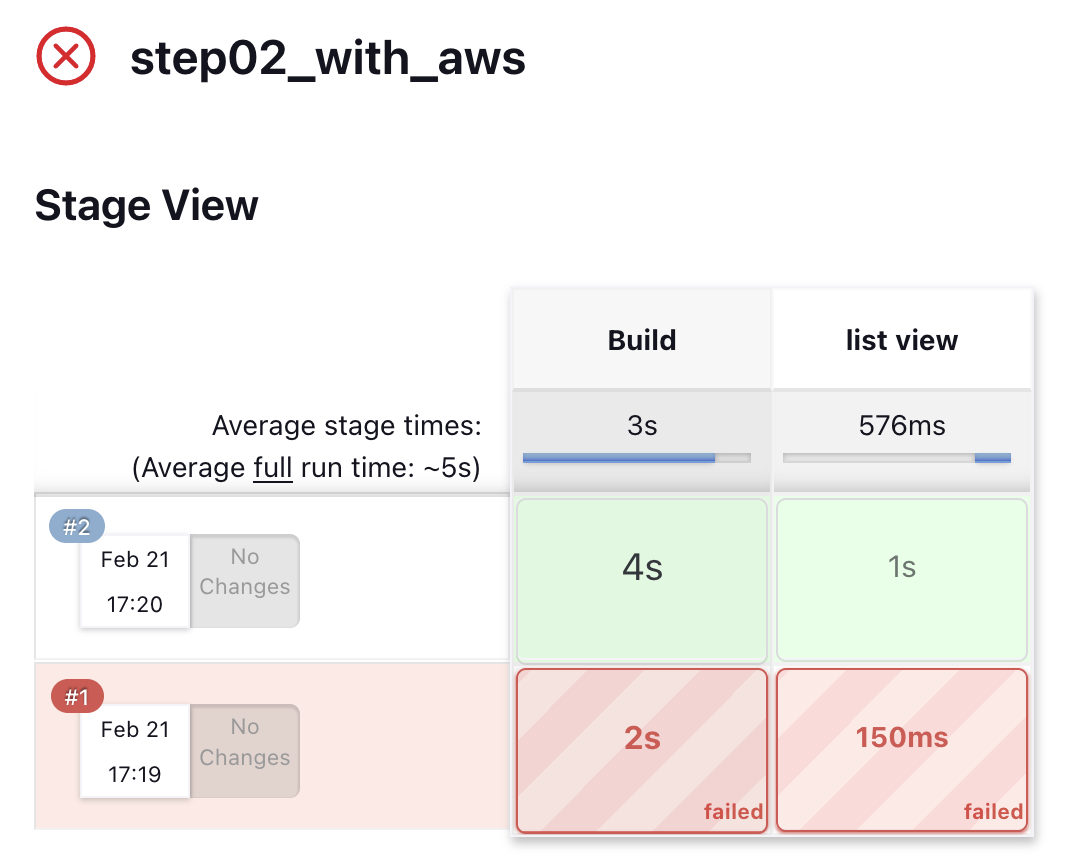 step02_with_aws
Stage View
Build
list view
Average stage times:
(Average full run time: ~5s)
3s
576ms
#2
Feb 21
17:20
No
Changes
4s
1s
#1
Feb 21
17:19
No
Changes
2s
failed
150ms
failed